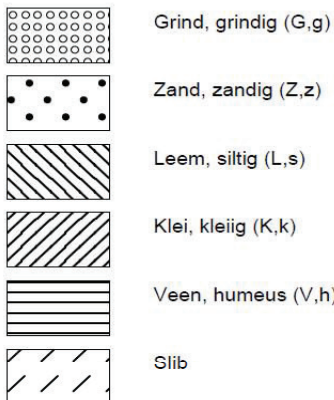 Grind, grindig (G,g)
Zand, zandig (Z,z)
Leem, siltig (L,s)
Klei, kleiig (K,k)
Veen, humeus (V,h)
Slib